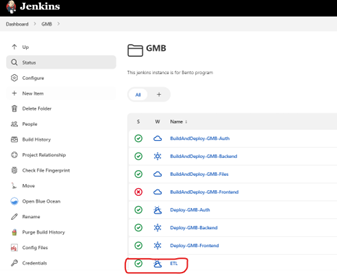 Jenkins
Dashboard > GMB >
Up
Status
Configure
New Item
Delete Folder
People
Build History
Project Relationship
Check File Fingerprint
Move
Open Blue Ocean
Rename
Purge Build History
Config Files
Credentials
GMB
This jenkins instance is for Bento program
All +
S W Name ↓
BuildAndDeploy-GMB-Auth
BuildAndDeploy-GMB-Backend
BuildAndDeploy-GMB-Files
BuildAndDeploy-GMB-Frontend
Deploy-GMB-Auth
Deploy-GMB-Backend
Deploy-GMB-Frontend
ETL